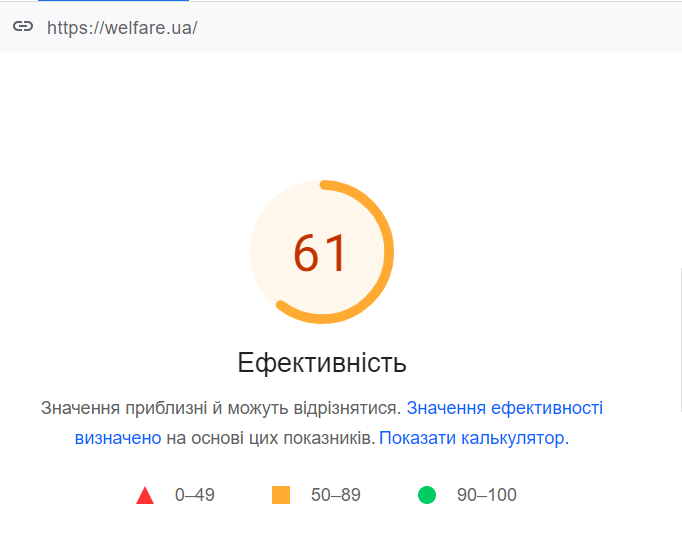 https://welfare.ua/
61
Ефективність
Значення приблизні й можуть відрізнятися. Значення ефективності
визначено на основі цих показників. Показати калькулятор.
0–49 50–89 90–100